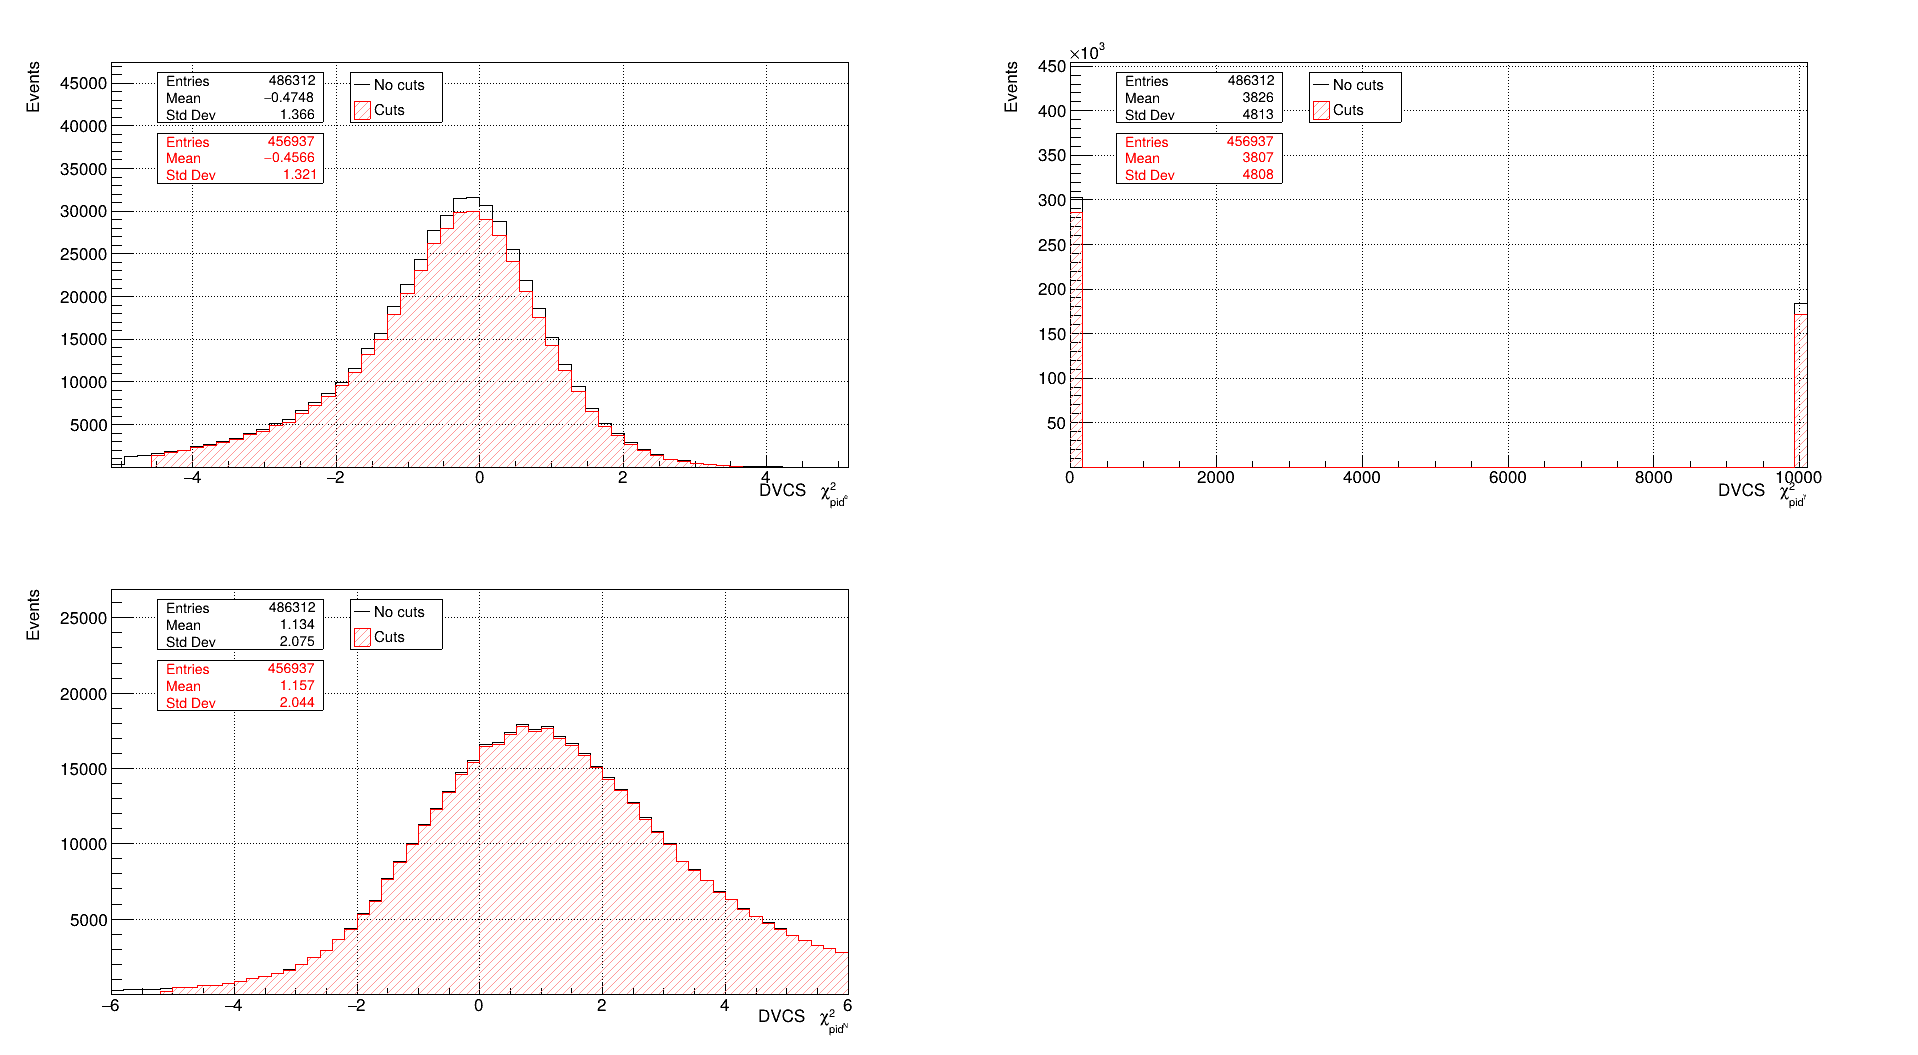 Events
45000
40000
35000
30000
25000
20000
15000
10000
5000
Entries 486312
Mean −0.4748
Std Dev 1.366
Entries 456937
Mean −0.4566
Std Dev 1.321
No cuts
Cuts
−4 −2 0 2 4
DVCS χ²pidᵉ
×10³
Events
450
400
350
300
250
200
150
100
50
Entries 486312
Mean 3826
Std Dev 4813
Entries 456937
Mean 3807
Std Dev 4808
No cuts
Cuts
0 2000 4000 6000 8000 10000
DVCS χ²pidᵞ
Events
25000
20000
15000
10000
5000
Entries 486312
Mean 1.134
Std Dev 2.075
Entries 456937
Mean 1.157
Std Dev 2.044
No cuts
Cuts
−6 −4 −2 0 2 4 6
DVCS χ²pidᴺ